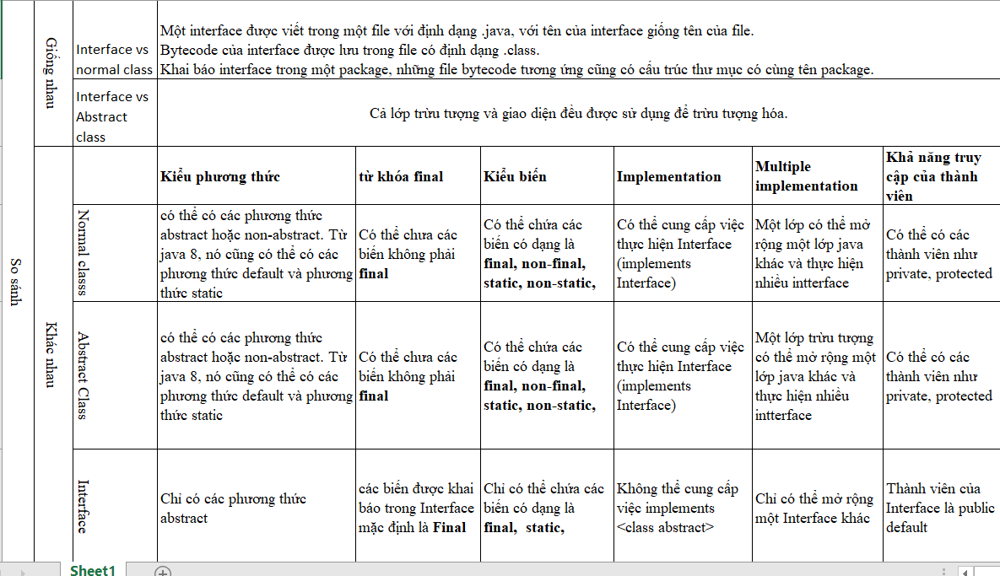 So sánh
Giống nhau
Interface vs
normal class
Một interface được viết trong một file với định dạng .java, với tên của interface giống tên của file.
Bytecode của interface được lưu trong file có định dạng .class.
Khai báo interface trong một package, những file bytecode tương ứng cũng có cấu trúc thư mục có cùng tên package.
Interface vs
Abstract
class
Cả lớp trừu tượng và giao diện đều được sử dụng để trừu tượng hóa.
Khác nhau
Kiểu phương thức
từ khóa final
Kiểu biến
Implementation
Multiple
implementation
Khả năng truy
cập của thành
viên
Normal classs
có thể có các phương thức
abstract hoặc non-abstract. Từ
java 8, nó cũng có thể có các
phương thức default và phương
thức static
Có thể chưa các
biến không phải
final
Có thể chứa các
biến có dạng là
final, non-final,
static, non-static,
Có thể cung cấp việc
thực hiện Interface
(implements
Interface)
Một lớp có thể mở
rộng một lớp java
khác và thực hiện
nhiều intterface
Có thể có các
thành viên như
private, protected
Abstract Class
có thể có các phương thức
abstract hoặc non-abstract. Từ
java 8, nó cũng có thể có các
phương thức default và phương
thức static
Có thể chưa các
biến không phải
final
Có thể chứa các
biến có dạng là
final, non-final,
static, non-static,
Có thể cung cấp việc
thực hiện Interface
(implements
Interface)
Một lớp trừu tượng
có thể mở rộng một
lớp java khác và
thực hiện nhiều
intterface
Có thể có các
thành viên như
private, protected
Interface
Chỉ có các phương thức
abstract
các biến được khai
báo trong Interface
mặc định là Final
Chỉ có thể chứa các
biến có dạng là
final, static,
Không thể cung cấp
việc implements
<class abstract>
Chỉ có thể mở rộng
một Interface khác
Thành viên của
Interface là public
default
Sheet1